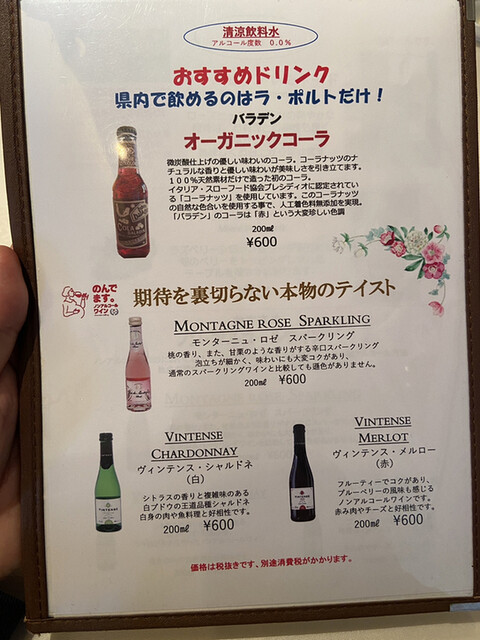 清涼飲料水
アルコール度数 0.0%
おすすめドリンク
県内で飲めるのはラ・ポルトだけ！
バラデン
オーガニックコーラ
微炭酸仕上げの優しい味わいのコーラ。コーラナッツのナ
チュラルな香りと優しい味わいが美味しさを引き立てます。
100%天然素材だけで造った初のコーラ。
イタリア・スローフード協会プレシディオに認定されてい
る「コーラナッツ」を使用しています。このコーラナッツ
の自然な色合いを使用する事で、人工着色料無添加を実現。
「バラデン」のコーラは「赤」という大変珍しい色調
200㎖
¥600
のんで
ます。
ノンアルコール
ワイン
期待を裏切らない本物のテイスト
MONTAGNE ROSE SPARKLING
モンターニュ・ロゼ スパークリング
桃の香り、また、甘栗のような香りがする辛口スパークリング
泡立ちが細かく、味わいにも大変コクがあり、
通常のスパークリングワインと比較しても遜色がありません。
200㎖ ¥600
VINTENSE
CHARDONNAY
ヴィンテンス・シャルドネ
（白）
シトラスの香りと複雑味のある
白ブドウの王道品種シャルドネ
白身の肉や魚料理と好相性です。
200㎖ ¥600
VINTENSE
MERLOT
ヴィンテンス・メルロー
（赤）
フルーティーでコクがあり、
ブルーベリーの風味も感じる
ノンアルコールワインです。
赤み肉やチーズと好相性です。
200㎖ ¥600
価格は税抜きです、別途消費税がかかります。